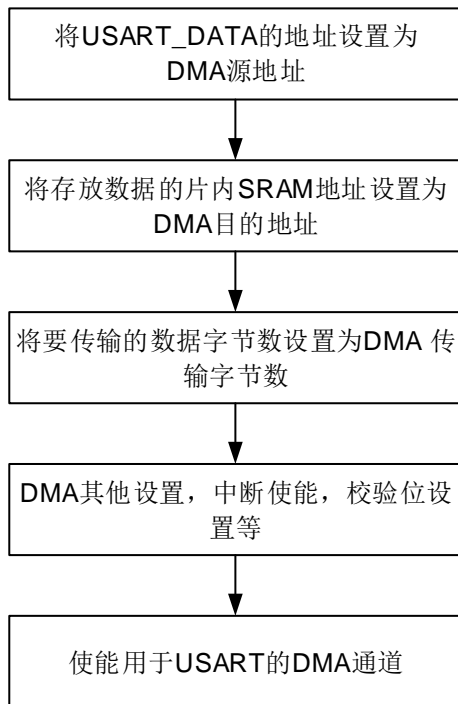 将USART_DATA的地址设置为
DMA源地址
将存放数据的片内SRAM地址设置为
DMA目的地址
将要传输的数据字节数设置为DMA 传
输字节数
DMA其他设置，中断使能，校验位设
置等
使能用于USART的DMA通道